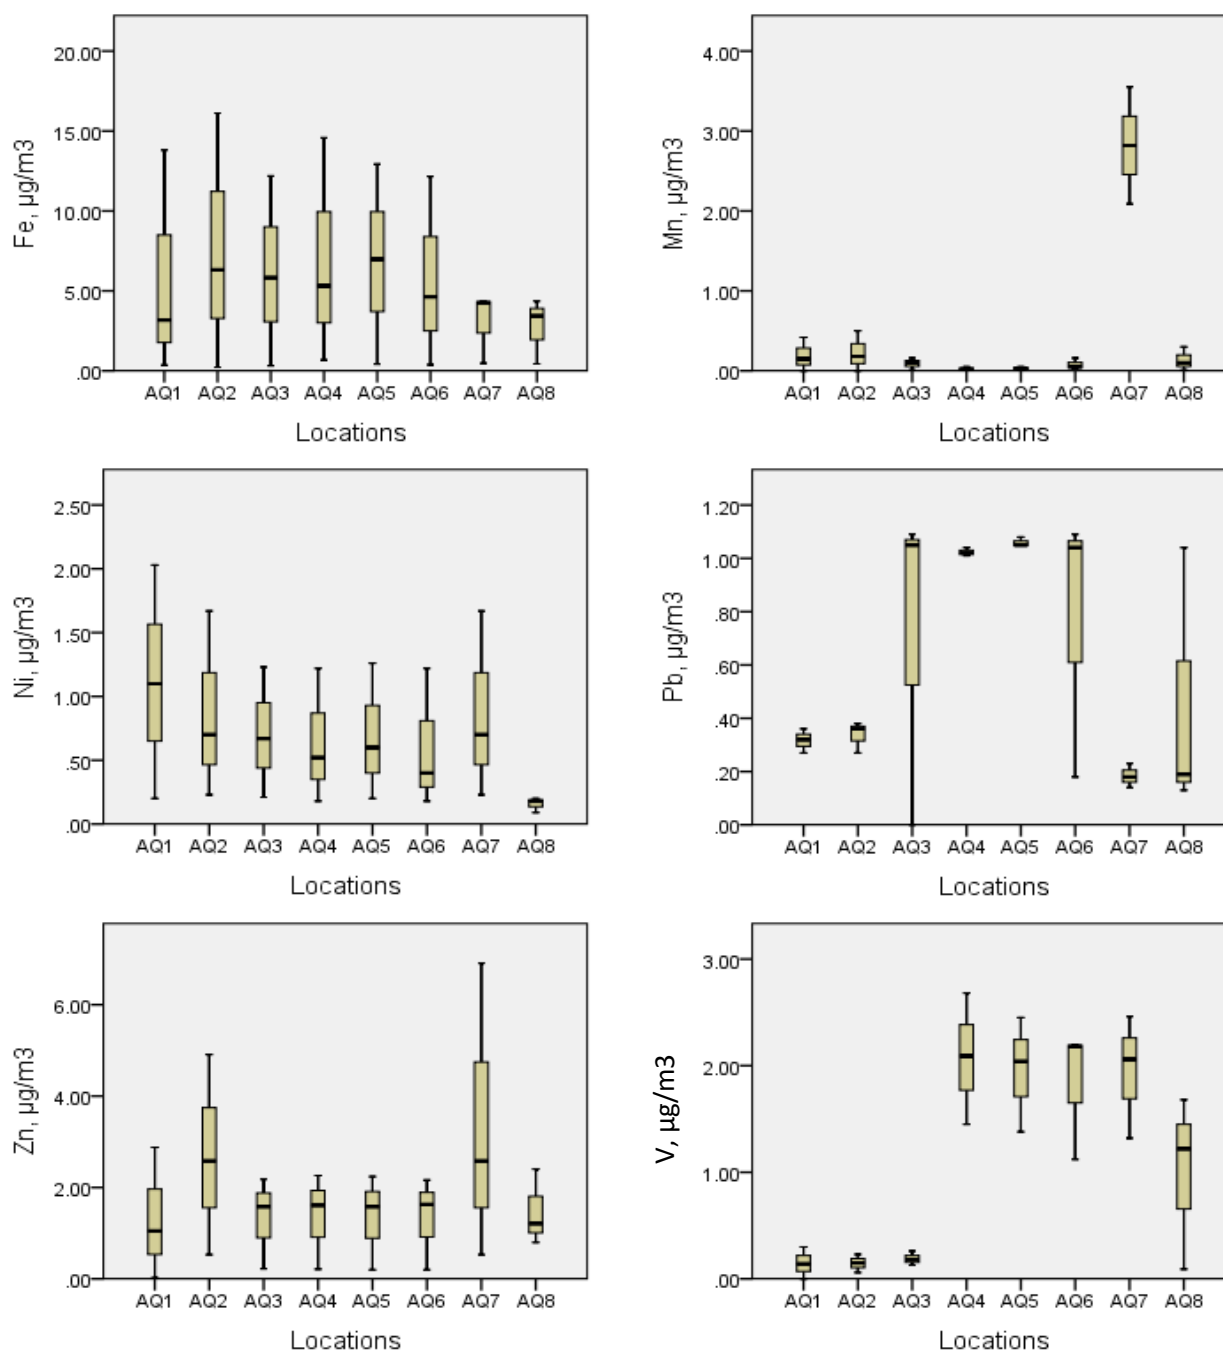 Fe, µg/m3
20.00
15.00
10.00
5.00
.00
AQ1 AQ2 AQ3 AQ4 AQ5 AQ6 AQ7 AQ8
Locations
Mn, µg/m3
4.00
3.00
2.00
1.00
.00
AQ1 AQ2 AQ3 AQ4 AQ5 AQ6 AQ7 AQ8
Locations
Ni, µg/m3
2.50
2.00
1.50
1.00
.50
.00
AQ1 AQ2 AQ3 AQ4 AQ5 AQ6 AQ7 AQ8
Locations
Pb, µg/m3
1.20
1.00
.80
.60
.40
.20
.00
AQ1 AQ2 AQ3 AQ4 AQ5 AQ6 AQ7 AQ8
Locations
Zn, µg/m3
6.00
4.00
2.00
.00
AQ1 AQ2 AQ3 AQ4 AQ5 AQ6 AQ7 AQ8
Locations
V, µg/m3
3.00
2.00
1.00
.00
AQ1 AQ2 AQ3 AQ4 AQ5 AQ6 AQ7 AQ8
Locations